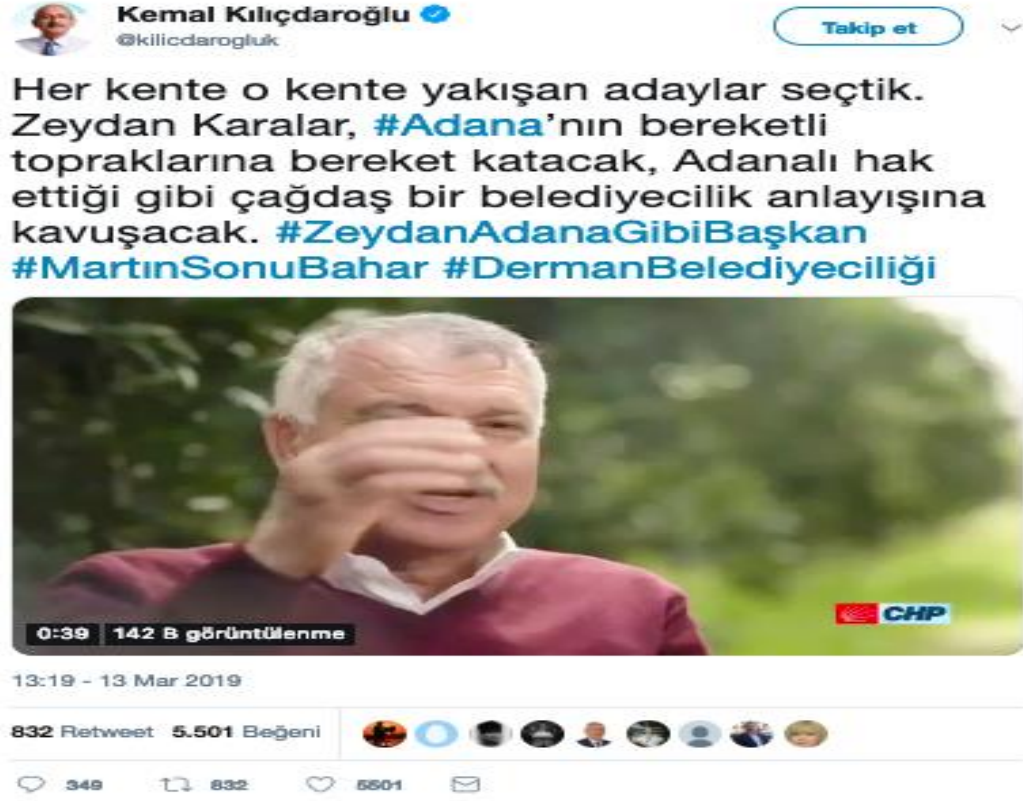 Kemal Kılıçdaroğlu
@kilicdarogluk
Takip et
Her kente o kente yakışan adaylar seçtik.
Zeydan Karalar, #Adana'nın bereketli
topraklarına bereket katacak, Adanalı hak
ettiği gibi çağdaş bir belediyecilik anlayışına
kavuşacak. #ZeydanAdanaGibiBaşkan
#MartınSonuBahar #DermanBelediyeciliği
CHP
0:39 142 B görüntülenme
13:19 - 13 Mar 2019
832 Retweet 5.501 Beğeni
349 832 5501